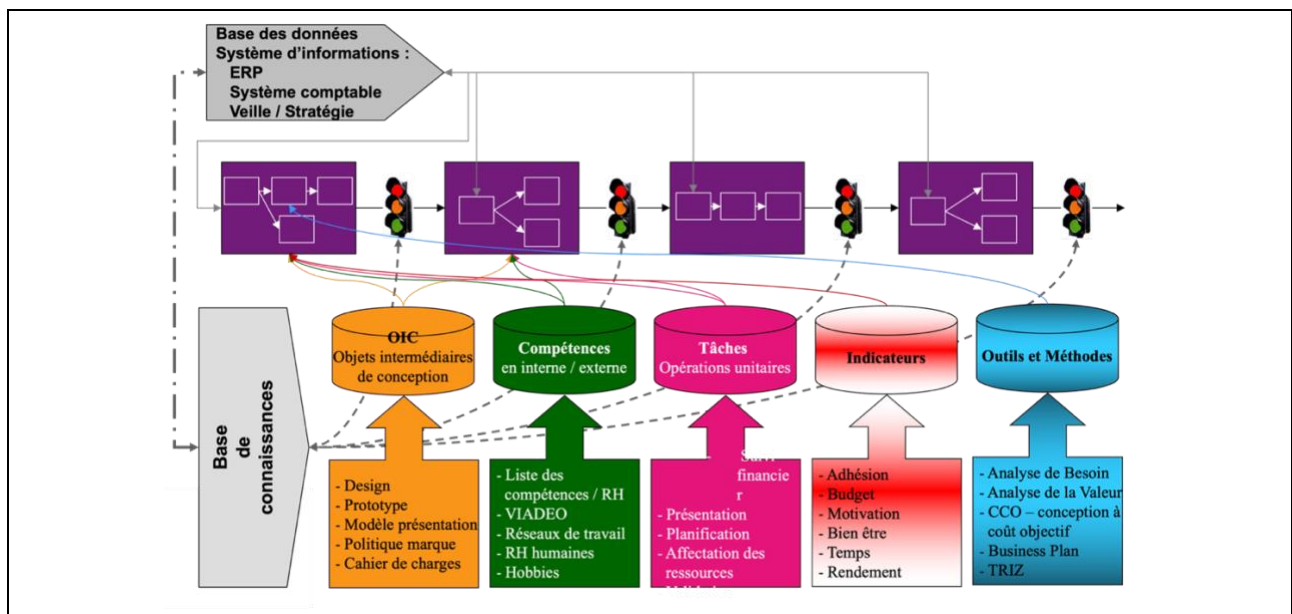 Base des données
Système d'informations :
ERP
Système comptable
Veille / Stratégie
Base
de
connaissances
OIC
Objets intermédiaires
de conception
Compétences
en interne / externe
Tâches
Opérations unitaires
Indicateurs
Outils et Méthodes
- Design
- Prototype
- Modèle présentation
- Politique marque
- Cahier de charges
- Liste des
compétences / RH
- VIADEO
- Réseaux de travail
- RH humaines
- Hobbies
- Suivi
financie
r
- Présentation
- Planification
- Affectation des
ressources
- Adhésion
- Budget
- Motivation
- Bien être
- Temps
- Rendement
- Analyse de Besoin
- Analyse de la Valeur
- CCO – conception à
coût objectif
- Business Plan
- TRIZ